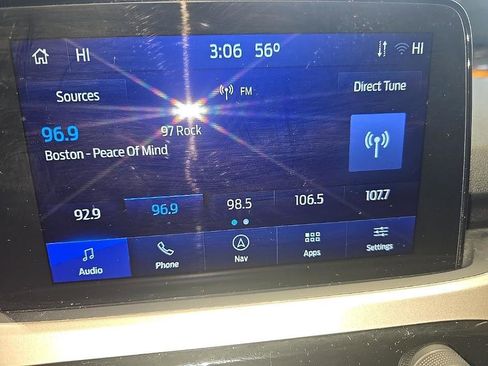 HI 3:06 56° HI
Sources FM Direct Tune
96.9 97 Rock
Boston - Peace Of Mind
92.9 96.9 98.5 106.5 107.7
Audio Phone Nav Apps Settings